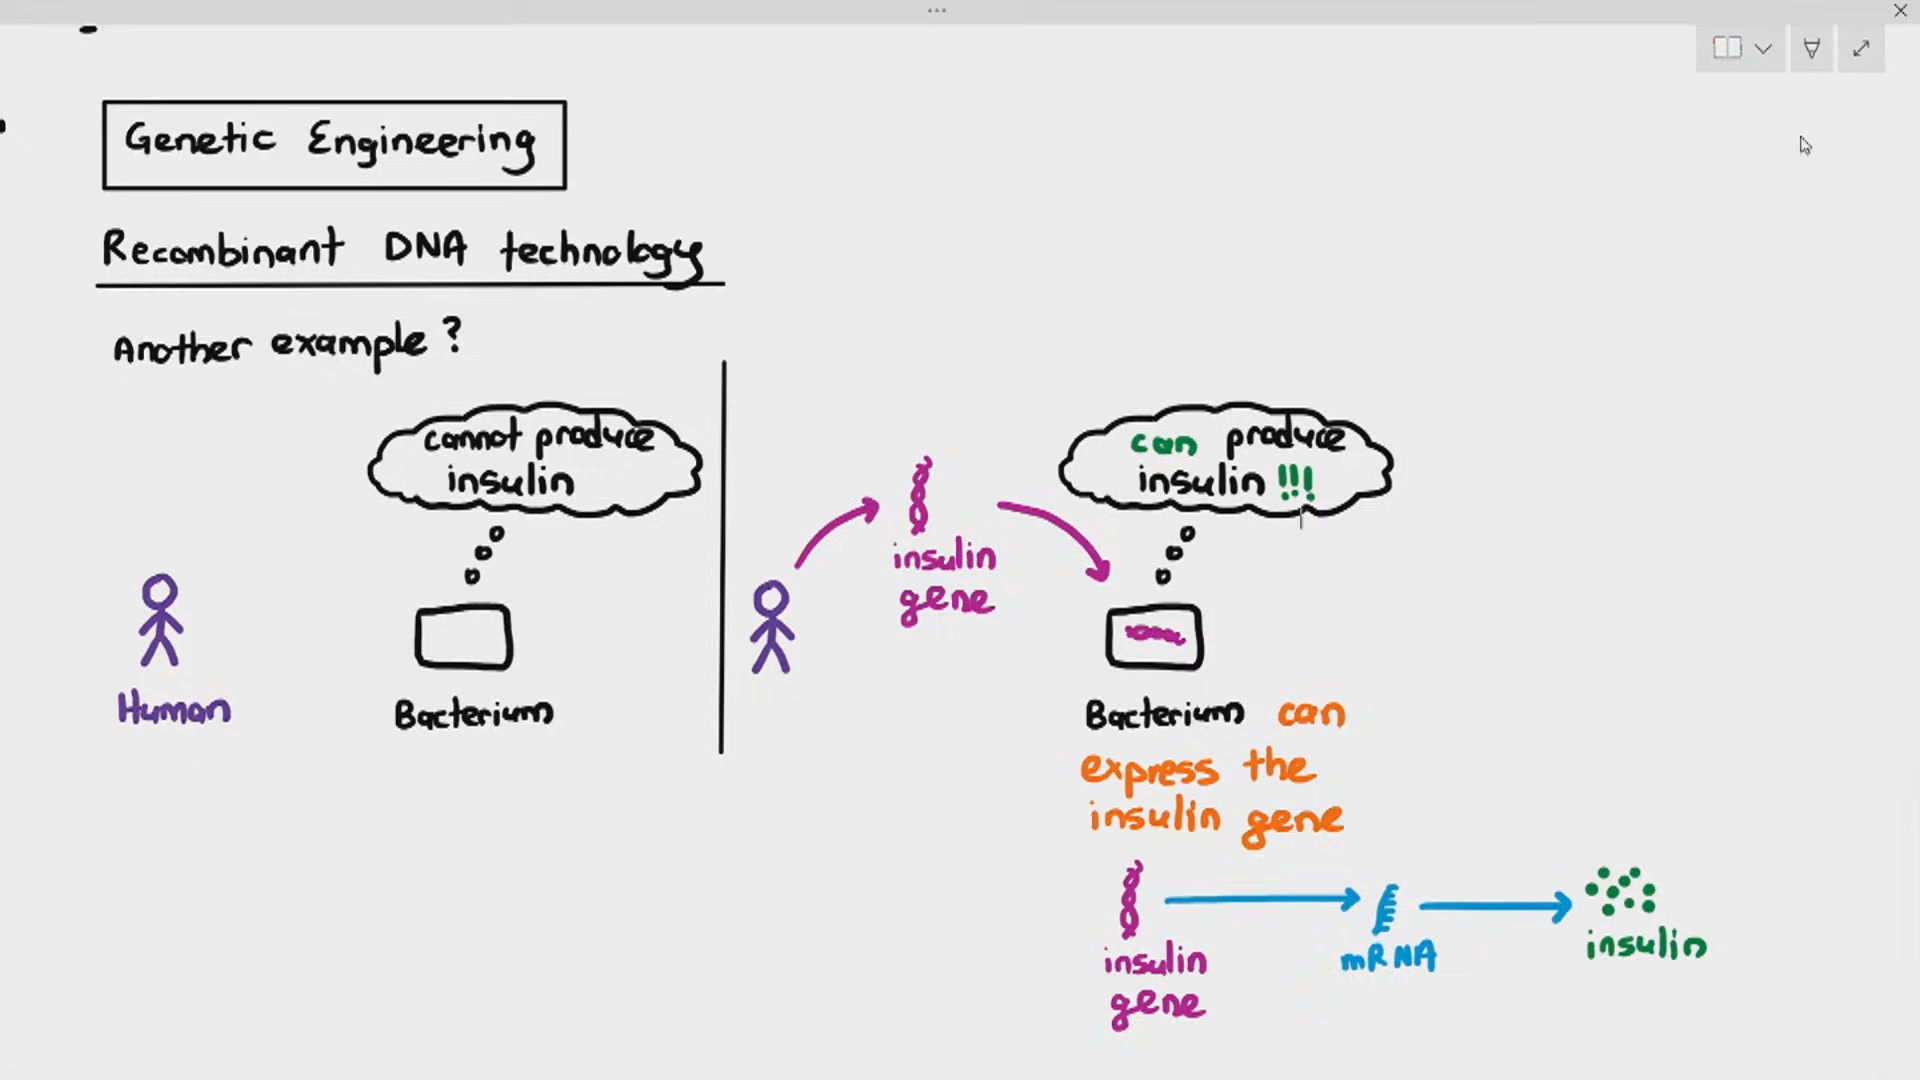 Genetic Engineering
Recombinant DNA technology
Another example?
cannot produce
insulin
Human
Bacterium
insulin
gene
can produce
insulin !!!
Bacterium can
express the
insulin gene
insulin
gene
mRNA
insulin